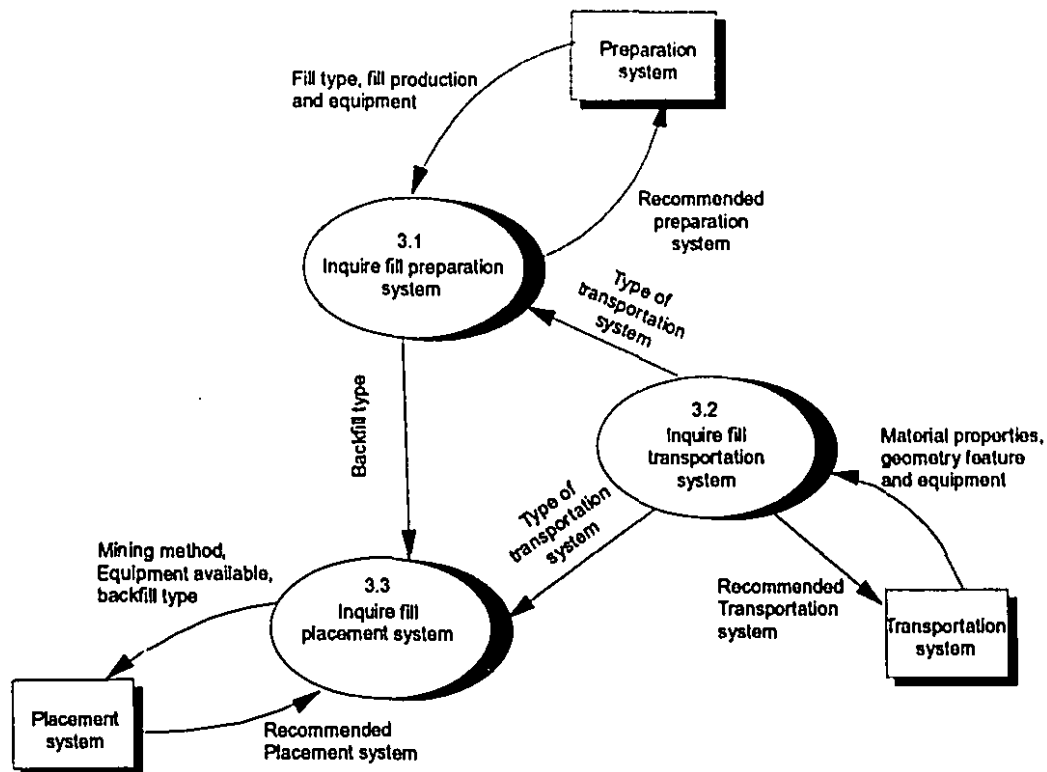 Preparation
system
Fill type, fill production
and equipment
Recommended
preparation
system
3.1
Inquire fill preparation
system
Type of
transportation
system
Backfill type
3.2
Inquire fill
transportation
system
Material properties,
geometry feature
and equipment
Type of
transportation
system
Mining method,
Equipment available,
backfill type
3.3
Inquire fill
placement system
Recommended
Transportation
system
Transportation
system
Placement
system
Recommended
Placement system